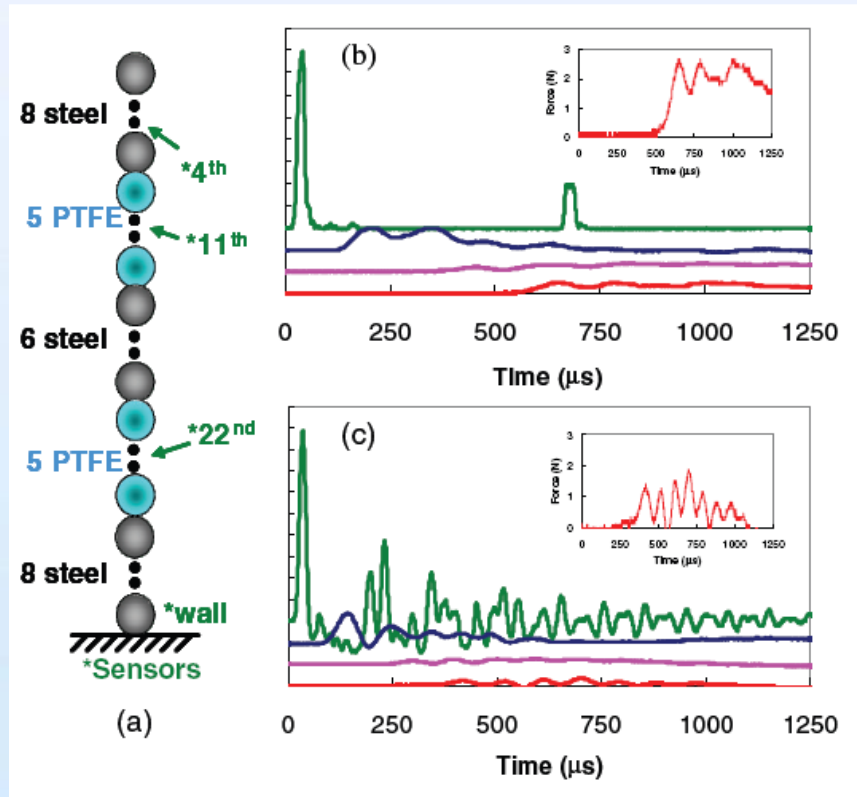 8 steel
*4th
5 PTFE
*11th
6 steel
*22nd
5 PTFE
8 steel
*wall
*Sensors
(a)
(b)
3
2
1
0
Force (N)
0 250 500 750 1000 1250
Time (µs)
0 250 500 750 1000 1250
TIme (µs)
(c)
3
2
1
0
Force (N)
0 250 500 750 1000 1250
Time (µs)
0 250 500 750 1000 1250
Time (µs)